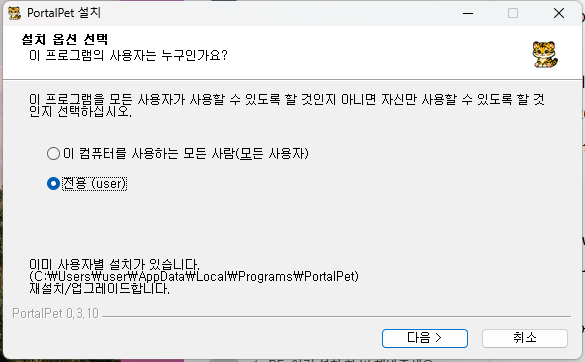 PortalPet 설치
설치 옵션 선택
이 프로그램의 사용자는 누구인가요?
이 프로그램을 모든 사용자가 사용할 수 있도록 할 것인지 아니면 자신만 사용할 수 있도록 할 것
인지 선택하십시오.
이 컴퓨터를 사용하는 모든 사람(모든 사용자)
전용 (user)
이미 사용자별 설치가 있습니다.
(C:₩Users₩user₩AppData₩Local₩Programs₩PortalPet)
재설치/업그레이드합니다.
PortalPet 0.3.10
다음 >
취소